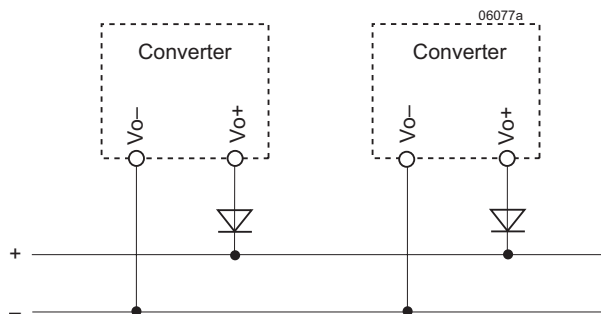 06077a
Converter
Converter
Vo–
Vo+
Vo–
Vo+
+
–